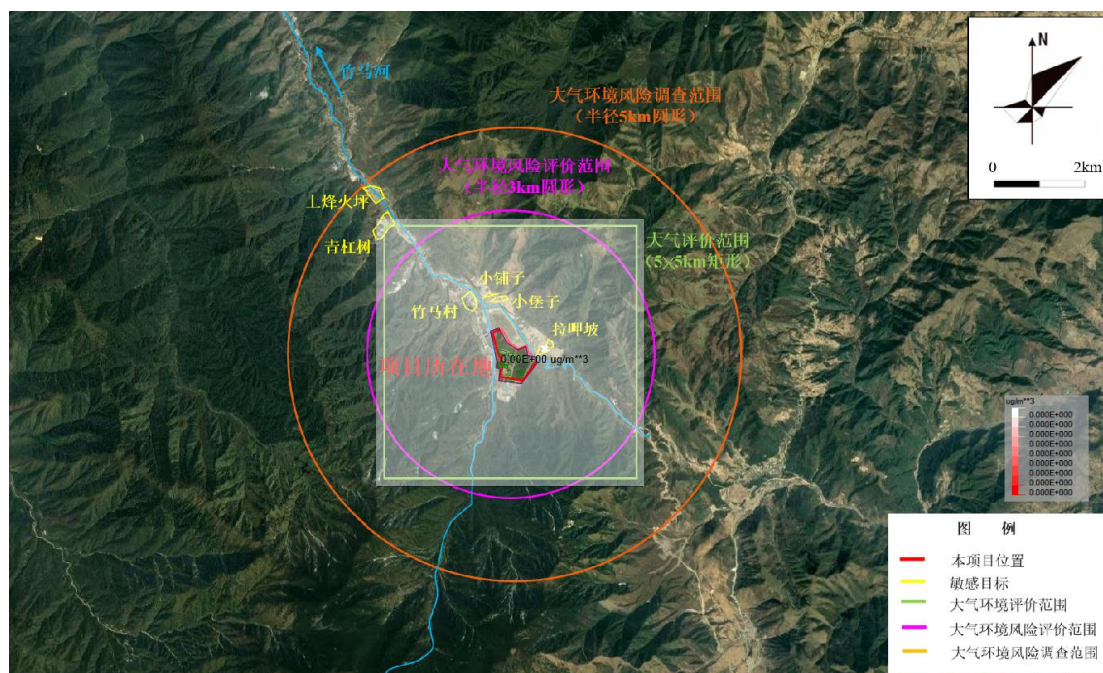 竹马河
大气环境风险调查范围
（半径5km圆形）
N
0
2km
大气环境风险评价范围
（半径3km圆形）
上烽火坪
青杠树
大气评价范围
（5×5km矩形）
小铺子
小堡子
竹马村
拉呷坡
项目所在地
0.00E+00 ug/m**3
ug/m**3
0.000E+000
0.000E+000
0.000E+000
0.000E+000
0.000E+000
0.000E+000
0.000E+000
0.000E+000
0.000E+000
图 例
本项目位置
敏感目标
大气环境评价范围
大气环境风险评价范围
大气环境风险调查范围